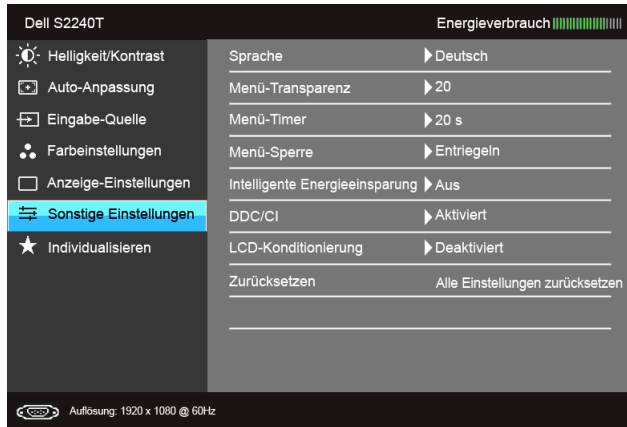 Dell S2240T Energieverbrauch
Helligkeit/Kontrast
Auto-Anpassung
Eingabe-Quelle
Farbeinstellungen
Anzeige-Einstellungen
Sonstige Einstellungen
Individualisieren
Sprache Deutsch
Menü-Transparenz 20
Menü-Timer 20 s
Menü-Sperre Entriegeln
Intelligente Energieeinsparung Aus
DDC/CI Aktiviert
LCD-Konditionierung Deaktiviert
Zurücksetzen Alle Einstellungen zurücksetzen
Auflösung: 1920 x 1080 @ 60Hz